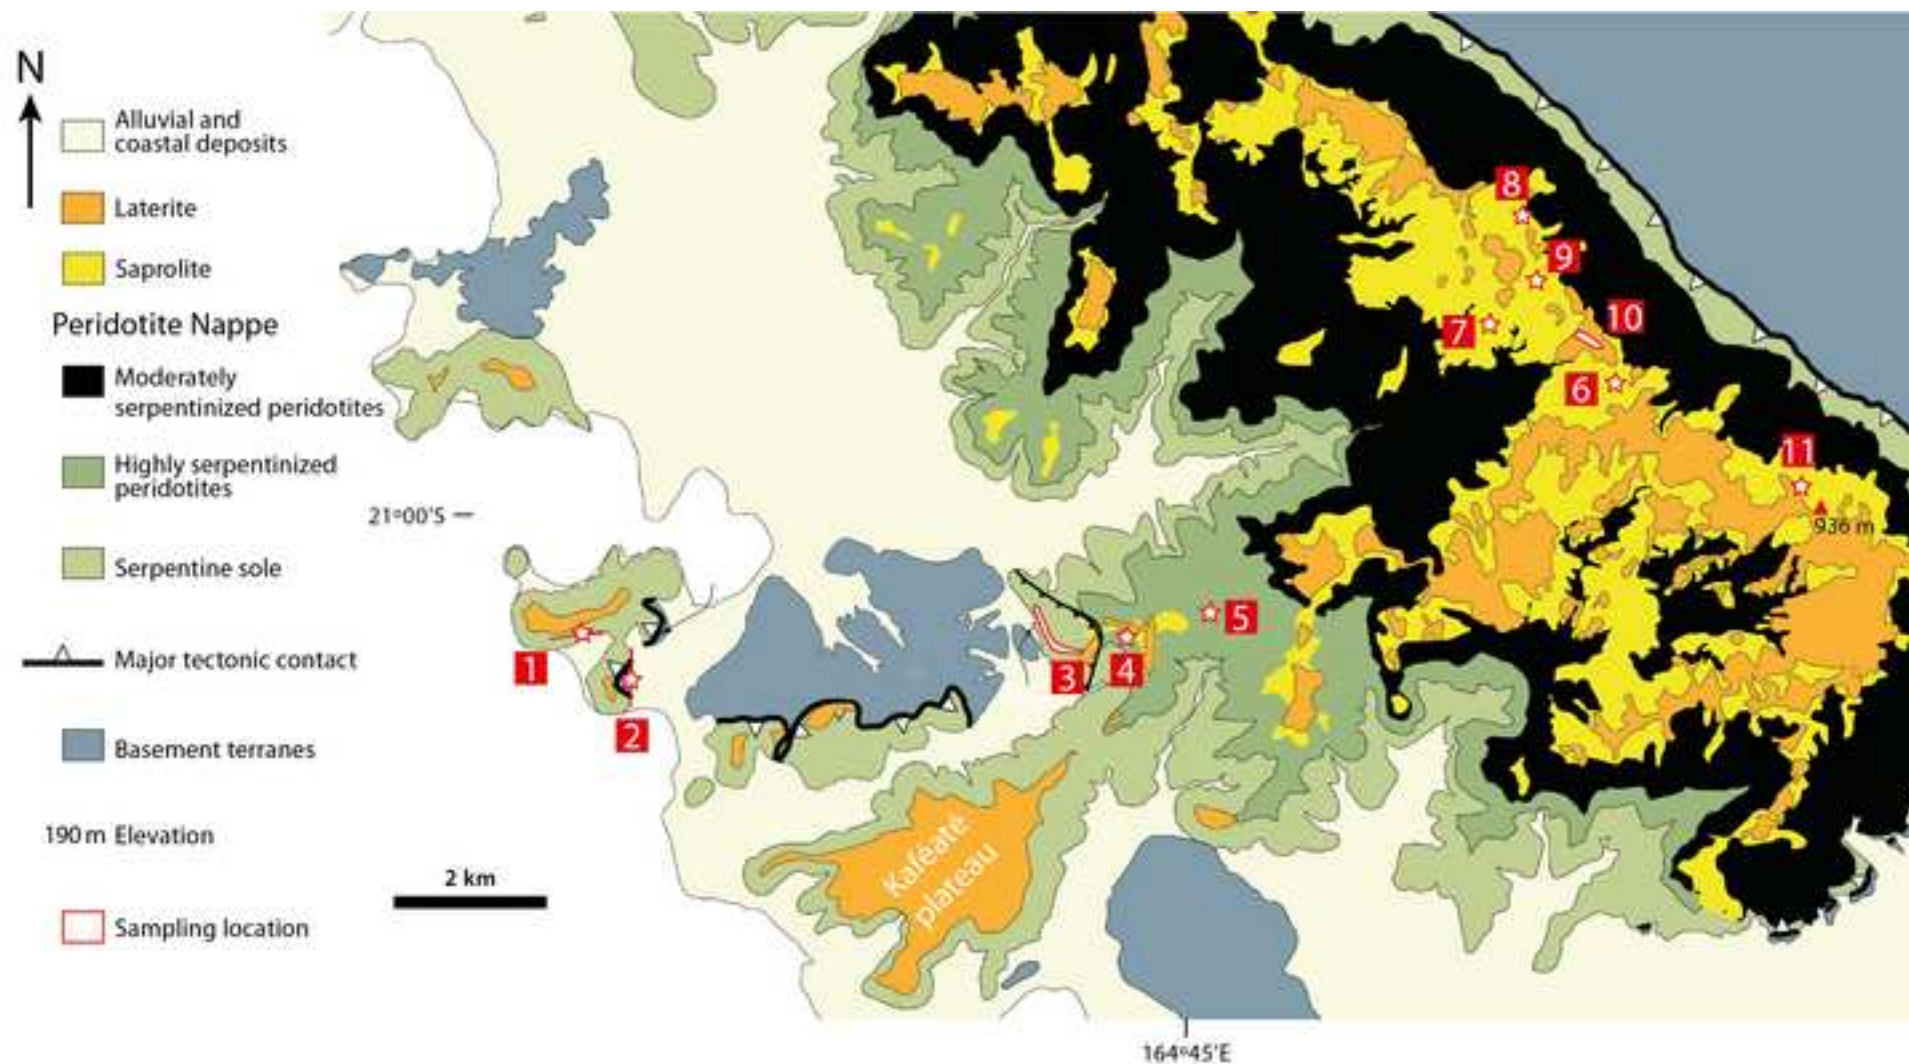 N
Alluvial and
coastal deposits
Laterite
Saprolite
Peridotite Nappe
Moderately
serpentinized peridotites
Highly serpentinized
peridotites
Serpentine sole
Major tectonic contact
Basement terranes
190 m Elevation
Sampling location
2 km
21°00'S
164°45'E
8
9
10
7
6
11
936 m
5
1
3
4
2
Kaféaté
plateau